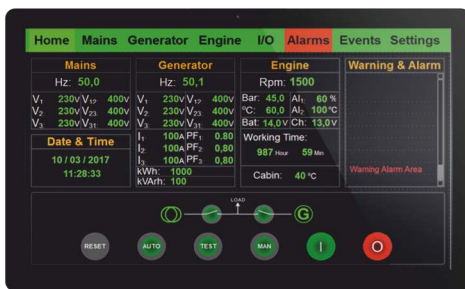 Home Mains Generator Engine I/O Alarms Events Settings
Mains
Hz: 50,0
V1 230V V12 400V
V2 230V V23 400V
V3 230V V31 400V
Date & Time
10 / 03 / 2017
11:28:33
Generator
Hz: 50,1
V1 230V V12 400V
V2 230V V23 400V
V3 230V V31 400V
I1 100A PF1 0.80
I2 100A PF2 0,80
I3 100A PF3 0,80
kWh: 1000
kVArh: 100
Engine
Rpm: 1500
Bar: 45,0 AI1 60 %
°C: 60,0 AI2 100°C
Bat: 14,0V Ch: 13,0V
Working Time:
987 Hour 59 Min
Cabin: 40 °C
Warning & Alarm
Warning Alarm Area
LOAD
G
RESET AUTO TEST MAN I O